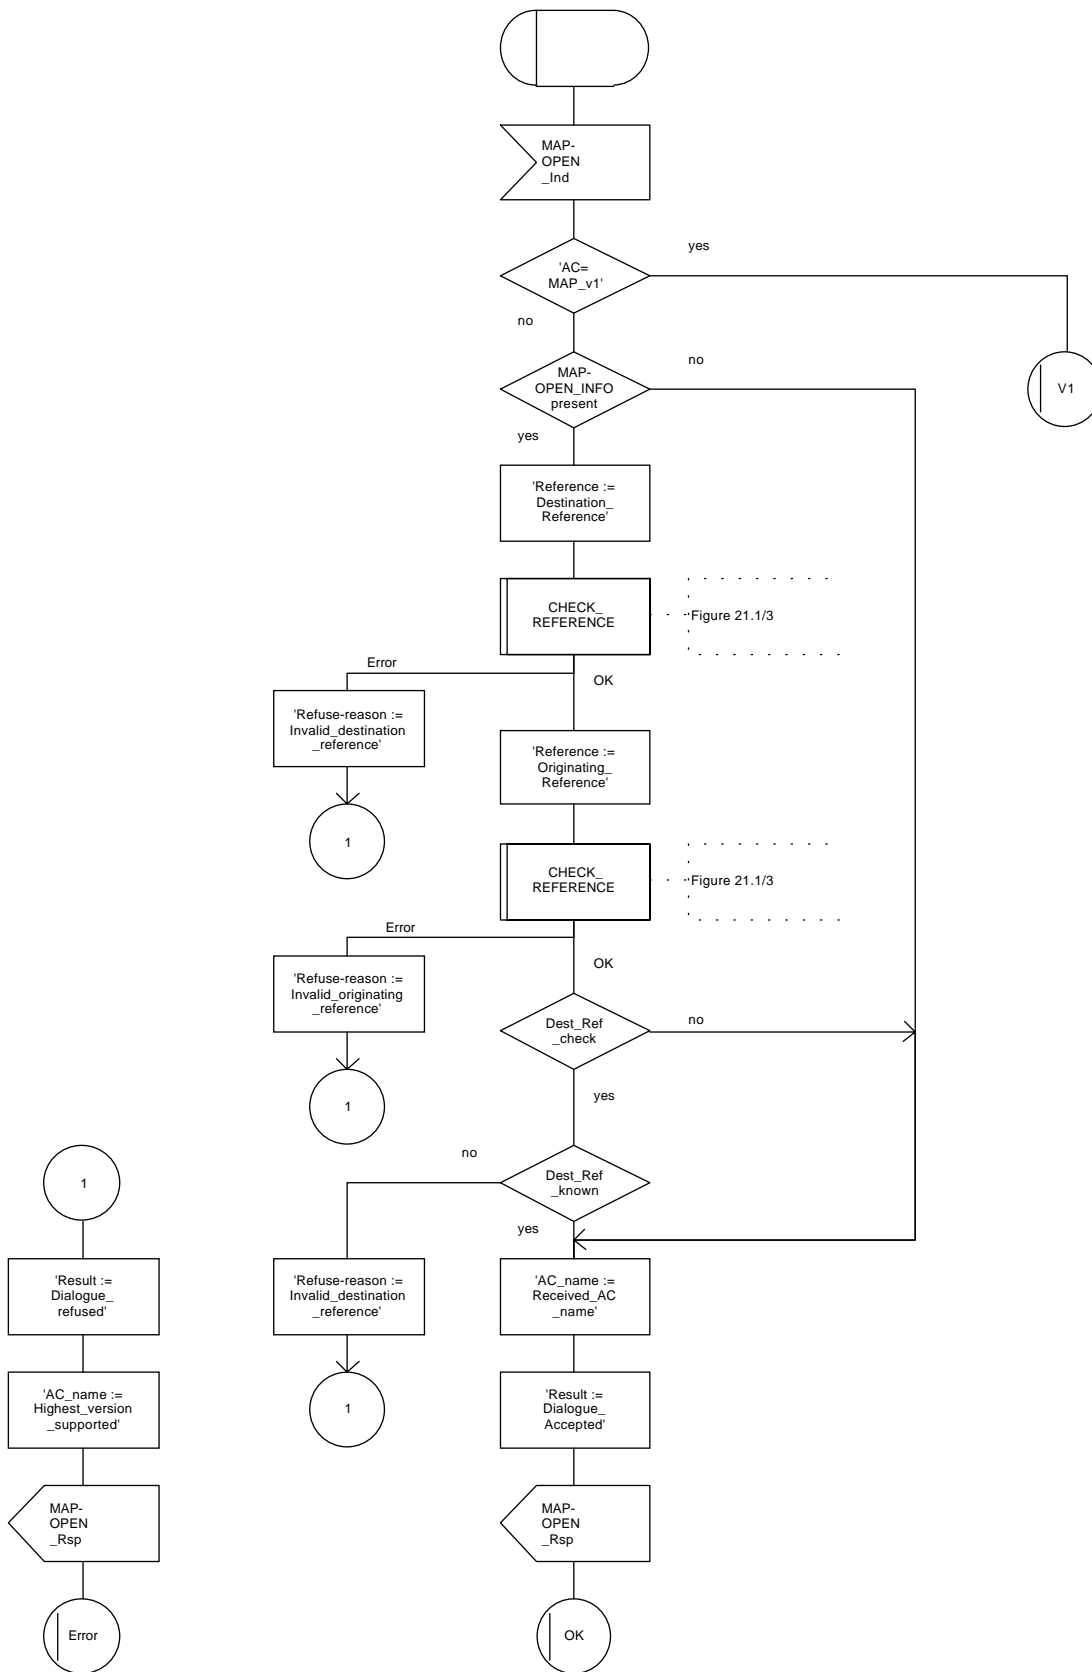 MAP-
OPEN
_Ind
yes
'AC=
MAP_v1'
no
MAP-
OPEN_INFO
present
no
V1
yes
'Reference :=
Destination_
Reference'
CHECK_
REFERENCE
Figure 21.1/3
Error
OK
'Refuse-reason :=
Invalid_destination
_reference'
'Reference :=
Originating_
Reference'
1
CHECK_
REFERENCE
Figure 21.1/3
Error
OK
'Refuse-reason :=
Invalid_originating
_reference'
Dest_Ref
_check
no
1
yes
no
1
Dest_Ref
_known
yes
'Result :=
Dialogue_
refused'
'Refuse-reason :=
Invalid_destination
_reference'
'AC_name :=
Received_AC
_name'
'AC_name :=
Highest_version
_supported'
1
'Result :=
Dialogue_
Accepted'
MAP-
OPEN
_Rsp
MAP-
OPEN
_Rsp
Error
OK